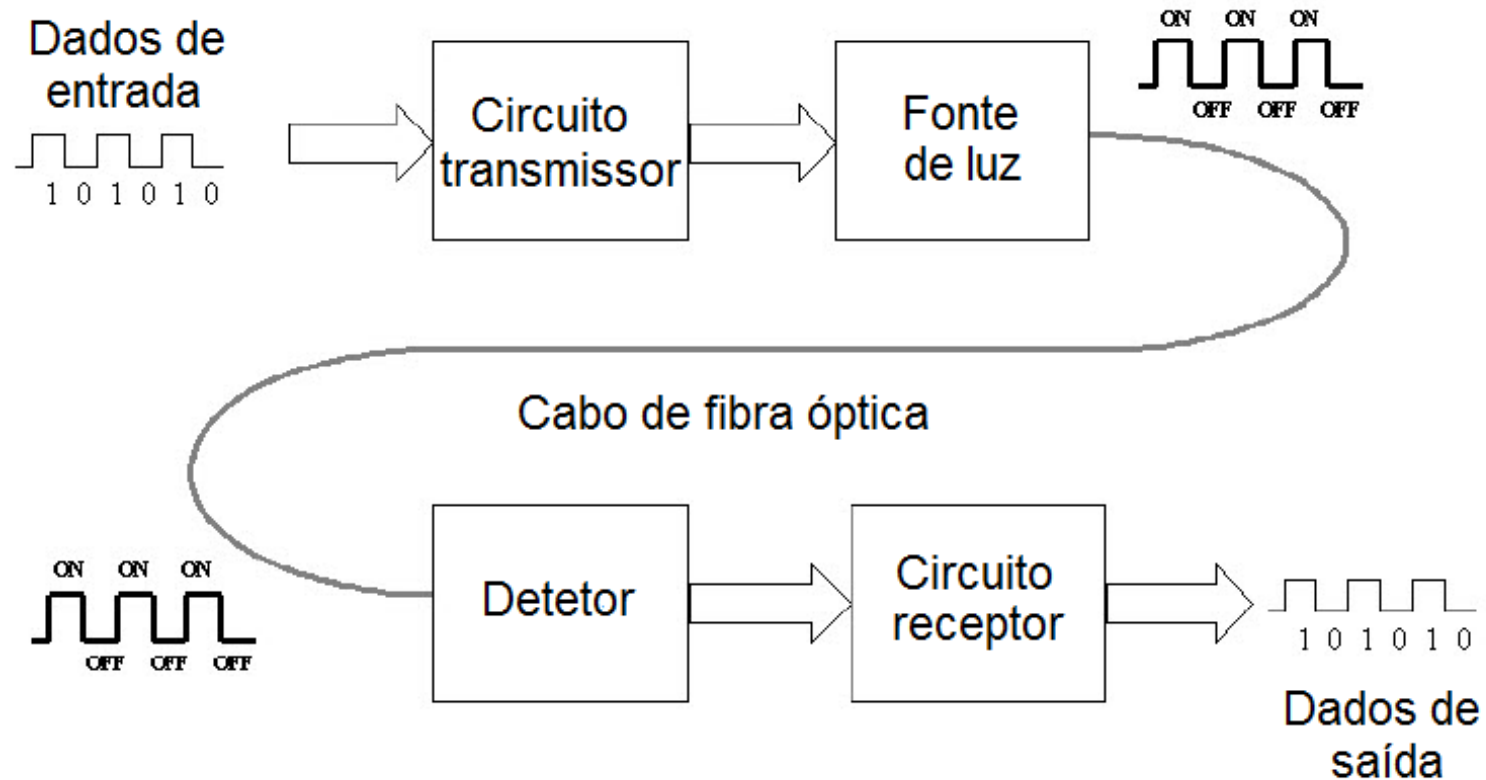 Dados de
entrada
1 0 1 0 1 0
Circuito
transmissor
Fonte
de luz
ON ON ON
OFF OFF OFF
Cabo de fibra óptica
ON ON ON
OFF OFF OFF
Detetor
Circuito
receptor
1 0 1 0 1 0
Dados de
saída